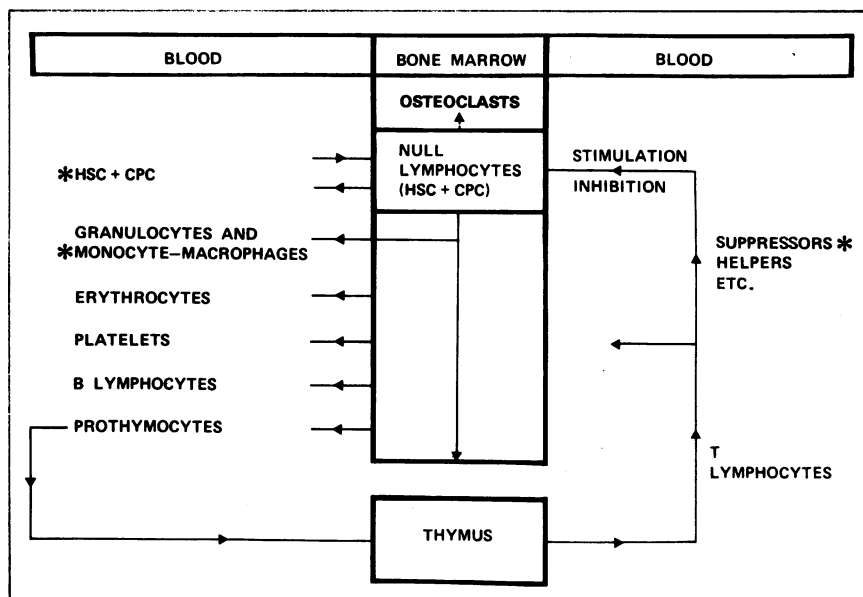 BLOOD
BONE MARROW
BLOOD
OSTEOCLASTS
NULL
LYMPHOCYTES
(HSC + CPC)
*HSC + CPC
GRANULOCYTES AND
*MONOCYTE–MACROPHAGES
ERYTHROCYTES
PLATELETS
B LYMPHOCYTES
PROTHYMOCYTES
STIMULATION
INHIBITION
SUPPRESSORS *
HELPERS
ETC.
T
LYMPHOCYTES
THYMUS